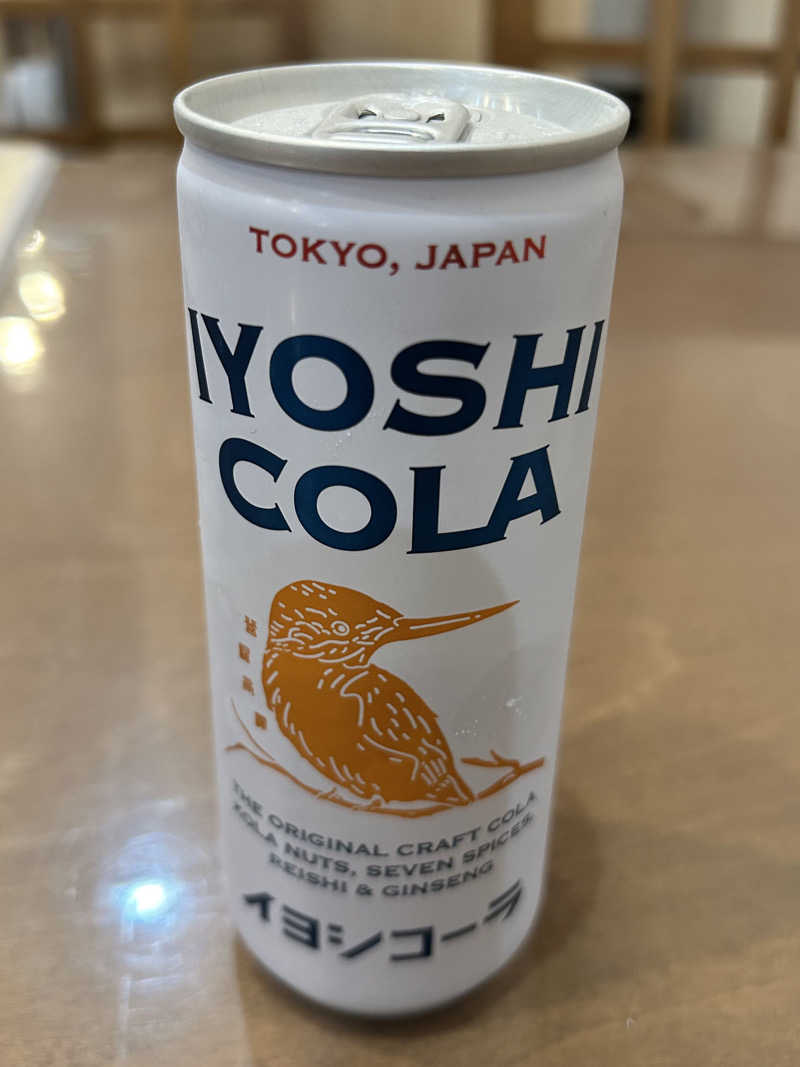 TOKYO, JAPAN
IYOSHI
COLA
THE ORIGINAL CRAFT COLA
KOLA NUTS, SEVEN SPICES,
REISHI & GINSENG
イヨシコーラ